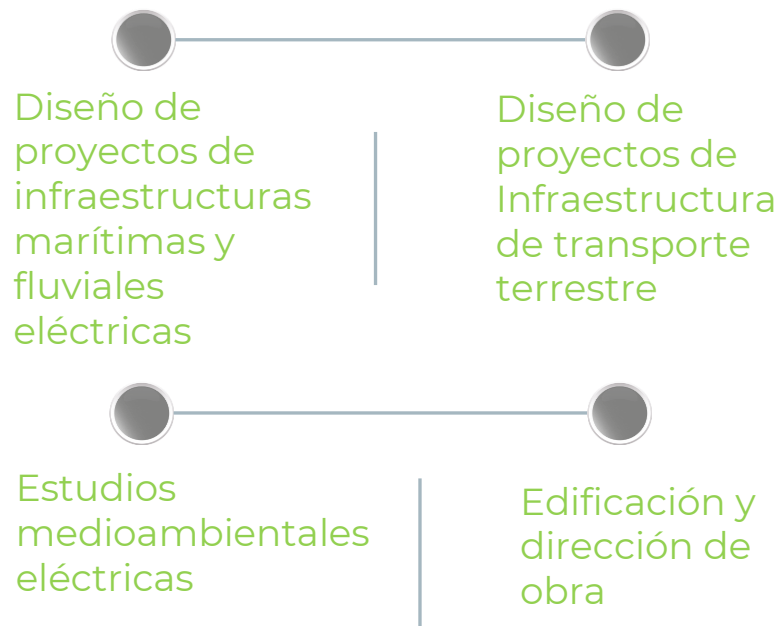 Diseño de
proyectos de
infraestructuras
marítimas y
fluviales
eléctricas
Diseño de
proyectos de
Infraestructura
de transporte
terrestre
Estudios
medioambientales
eléctricas
Edificación y
dirección de
obra